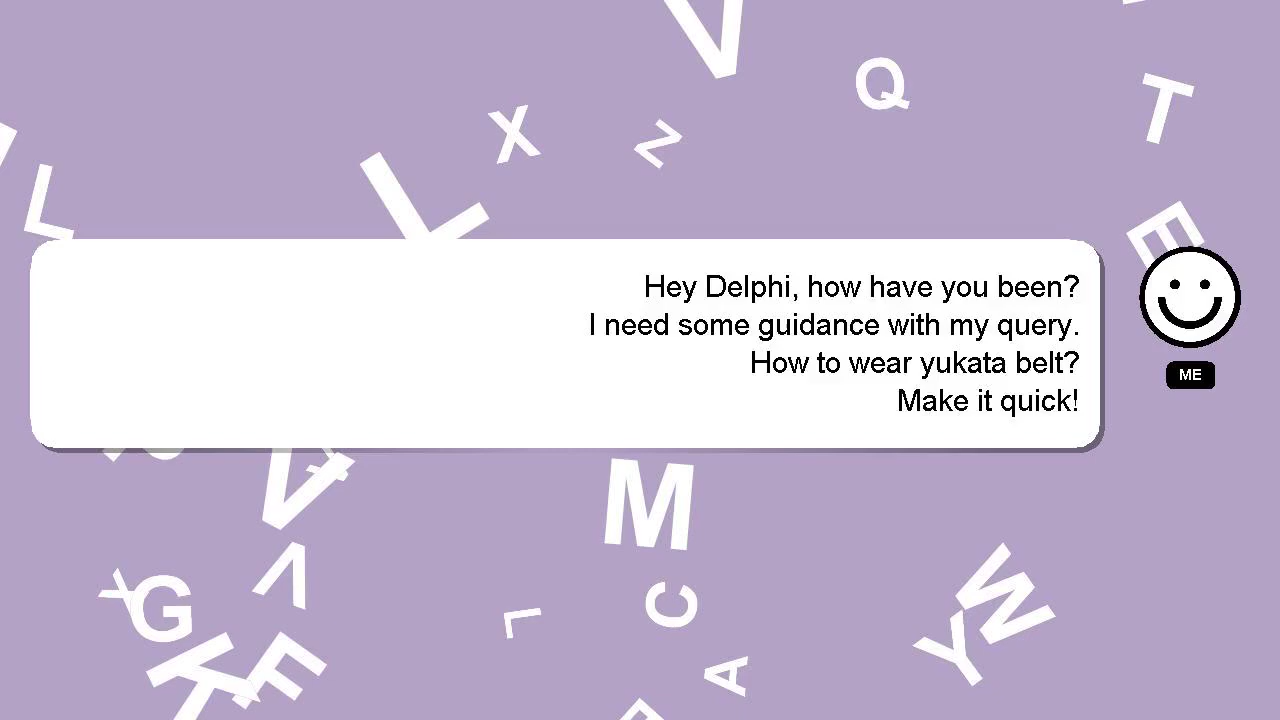 Hey Delphi, how have you been?
I need some guidance with my query.
How to wear yukata belt?
Make it quick!
ME
V
Q
X
Z
T
L
L
E
V
M
V
G
X
C
L
W
Y
K
F
A